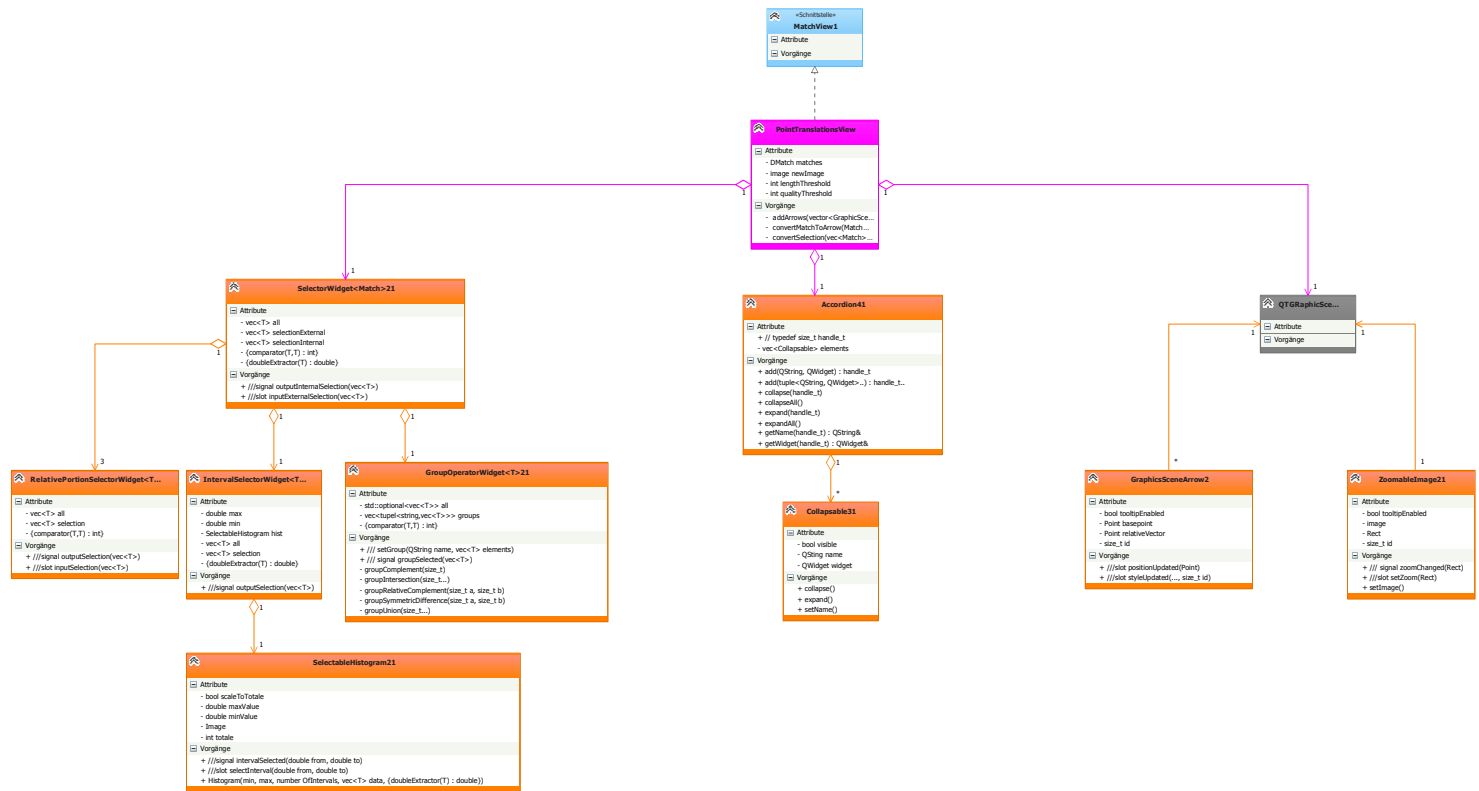 «Schnittstelle»
MatchView1
Attribute
Vorgänge
PointTranslationsView
Attribute
- DMatch matches
- image newImage
- int lengthThreshold
- int qualityThreshold
Vorgänge
- addArrows(vector<GraphicSce...
- convertMatchToArrow(Match...
- convertSelection(vec<Match>...
1
1
1
1
1
1
SelectorWidget<Match>21
Attribute
- vec<T> all
- vec<T> selectionExternal
- vec<T> selectionInternal
- {comparator(T,T) : int}
- {doubleExtractor(T) : double}
Vorgänge
+ ///signal outputInternalSelection(vec<T>)
+ ///slot inputExternalSelection(vec<T>)
1
1
1
3
1
1
Accordion41
Attribute
+ // typedef size_t handle_t
- vec<Collapsable> elements
Vorgänge
+ add(QString, QWidget) : handle_t
+ add(tuple<QString, QWidget>..) : handle_t..
+ collapse(handle_t)
+ collapseAll()
+ expand(handle_t)
+ expandAll()
+ getName(handle_t) : QString&
+ getWidget(handle_t) : QWidget&
1
*
QTGRaphicSce...
Attribute
Vorgänge
1
1
*
1
RelativePortionSelectorWidget<T...
Attribute
- vec<T> all
- vec<T> selection
- {comparator(T,T) : int}
Vorgänge
+ ///signal outputSelection(vec<T>)
+ ///slot inputSelection(vec<T>)
IntervalSelectorWidget<T...
Attribute
- double max
- double min
- SelectableHistogram hist
- vec<T> all
- vec<T> selection
- {doubleExtractor(T) : double}
Vorgänge
+ ///signal outputSelection(vec<T>)
1
1
GroupOperatorWidget<T>21
Attribute
- std::optional<vec<T>> all
- vec<tupel<string,vec<T>>> groups
- {comparator(T,T) : int}
Vorgänge
+ /// setGroup(QString name, vec<T> elements)
+ /// signal groupSelected(vec<T>)
- groupComplement(size_t)
- groupIntersection(size_t...)
- groupRelativeComplement(size_t a, size_t b)
- groupSymmetricDifference(size_t a, size_t b)
- groupUnion(size_t...)
Collapsable31
Attribute
- bool visible
- QSting name
- QWidget widget
Vorgänge
+ collapse()
+ expand()
+ setName()
GraphicsSceneArrow2
Attribute
- bool tooltipEnabled
- Point basepoint
- Point relativeVector
- size_t id
Vorgänge
+ ///slot positionUpdated(Point)
+ ///slot styleUpdated(..., size_t id)
ZoomableImage21
Attribute
- bool tooltipEnabled
- image
- Rect
- size_t id
Vorgänge
+ /// signal zoomChanged(Rect)
+ ///slot setZoom(Rect)
+ setImage()
SelectableHistogram21
Attribute
- bool scaleToTotale
- double maxValue
- double minValue
- Image
- int totale
Vorgänge
+ ///signal intervalSelected(double from, double to)
+ ///slot selectInterval(double from, double to)
+ Histogram(min, max, number OfIntervals, vec<T> data, {doubleExtractor(T) : double})